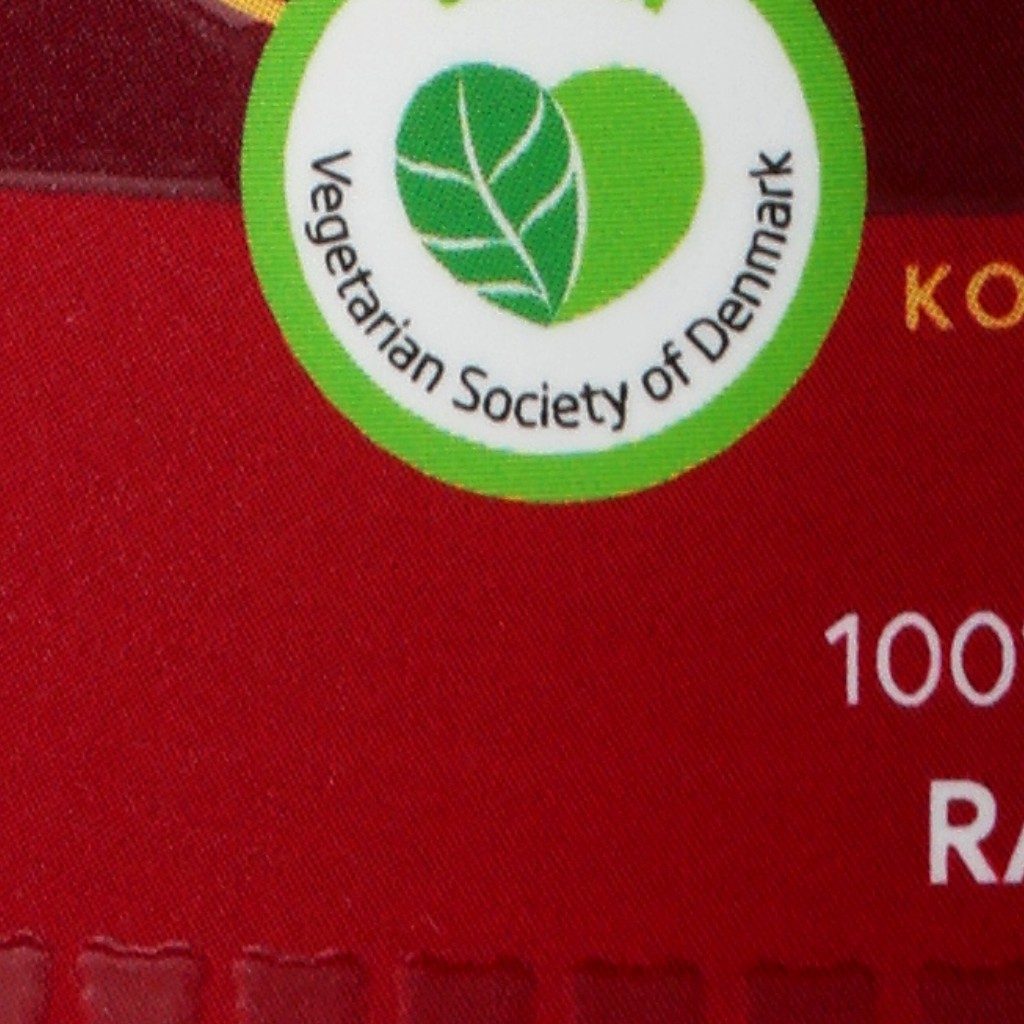 Vegetarian Society of Denmark
KO
100
RA